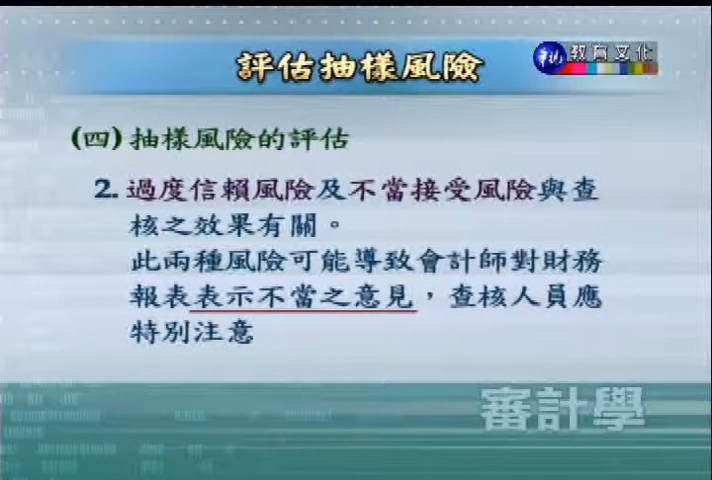 評估抽樣風險
教育文化
(四)抽樣風險的評估
2. 過度信賴風險及不當接受風險與查
核之效果有關。
此兩種風險可能導致會計師對財務
報表表示不當之意見，查核人員應
特別注意
審計學